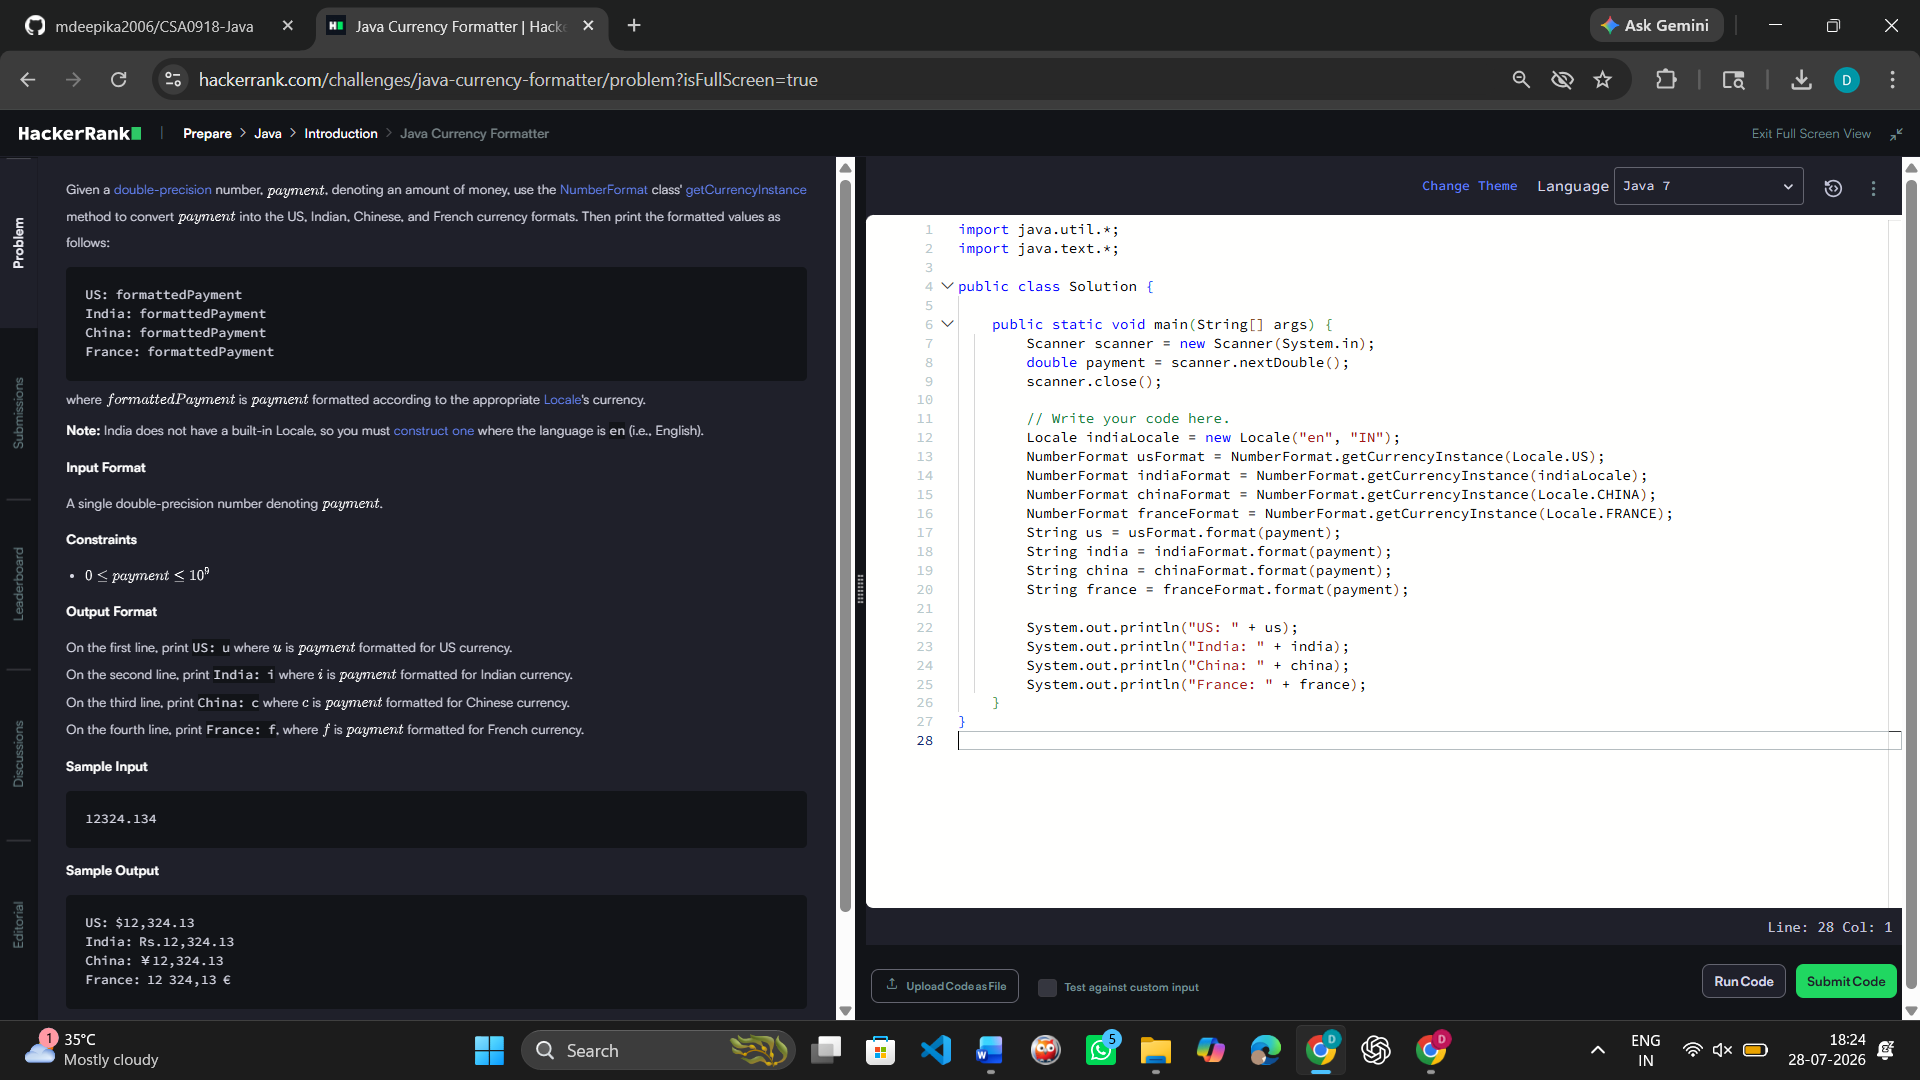 mdeepika2006/CSA0918-Java
Java Currency Formatter | Hack
Ask Gemini
hackerrank.com/challenges/java-currency-formatter/problem?isFullScreen=true
D
HackerRank
Prepare > Java > Introduction > Java Currency Formatter
Exit Full Screen View
Problem
Submissions
Leaderboard
Discussions
Editorial
Given a double-precision number, payment, denoting an amount of money, use the NumberFormat class' getCurrencyInstance
method to convert payment into the US, Indian, Chinese, and French currency formats. Then print the formatted values as
follows:
US: formattedPayment
India: formattedPayment
China: formattedPayment
France: formattedPayment
where formattedPayment is payment formatted according to the appropriate Locale's currency.
Note: India does not have a built-in Locale, so you must construct one where the language is en (i.e., English).
Input Format
A single double-precision number denoting payment.
Constraints
• 0 ≤ payment ≤ 10⁹
Output Format
On the first line, print US: u where u is payment formatted for US currency.
On the second line, print India: i where i is payment formatted for Indian currency.
On the third line, print China: c where c is payment formatted for Chinese currency.
On the fourth line, print France: f, where f is payment formatted for French currency.
Sample Input
12324.134
Sample Output
US: $12,324.13
India: Rs.12,324.13
China: ￥12,324.13
France: 12 324,13 €
Change Theme Language Java 7
1 import java.util.*;
2 import java.text.*;
3
4 public class Solution {
5
6 public static void main(String[] args) {
7 Scanner scanner = new Scanner(System.in);
8 double payment = scanner.nextDouble();
9 scanner.close();
10
11 // Write your code here.
12 Locale indiaLocale = new Locale("en", "IN");
13 NumberFormat usFormat = NumberFormat.getCurrencyInstance(Locale.US);
14 NumberFormat indiaFormat = NumberFormat.getCurrencyInstance(indiaLocale);
15 NumberFormat chinaFormat = NumberFormat.getCurrencyInstance(Locale.CHINA);
16 NumberFormat franceFormat = NumberFormat.getCurrencyInstance(Locale.FRANCE);
17 String us = usFormat.format(payment);
18 String india = indiaFormat.format(payment);
19 String china = chinaFormat.format(payment);
20 String france = franceFormat.format(payment);
21
22 System.out.println("US: " + us);
23 System.out.println("India: " + india);
24 System.out.println("China: " + china);
25 System.out.println("France: " + france);
26 }
27 }
28
Line: 28 Col: 1
Upload Code as File
Test against custom input
Run Code
Submit Code
1
35°C
Mostly cloudy
Search
5
D
D
ENG
IN
18:24
28-07-2026